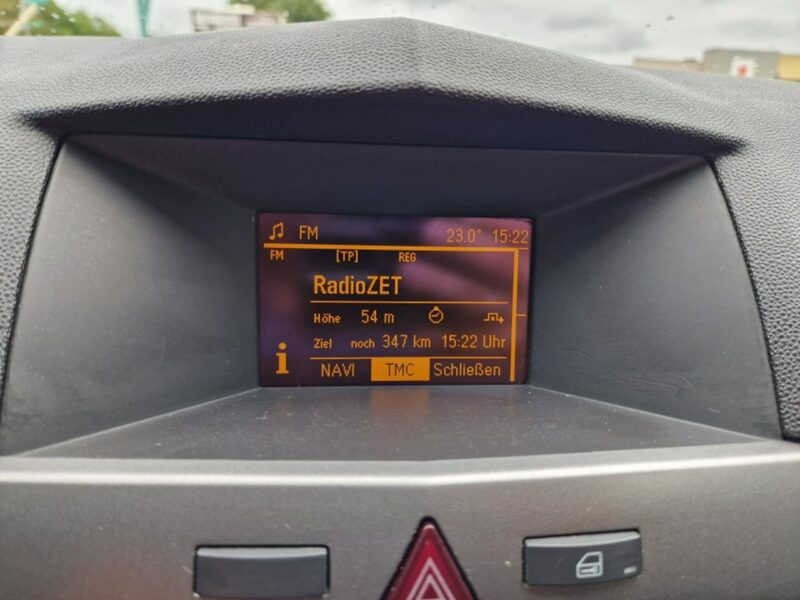 FM 23.0° 15:22
FM [TP] REG
RadioZET
Höhe 54 m
Ziel noch 347 km 15:22 Uhr
i NAVI TMC Schließen